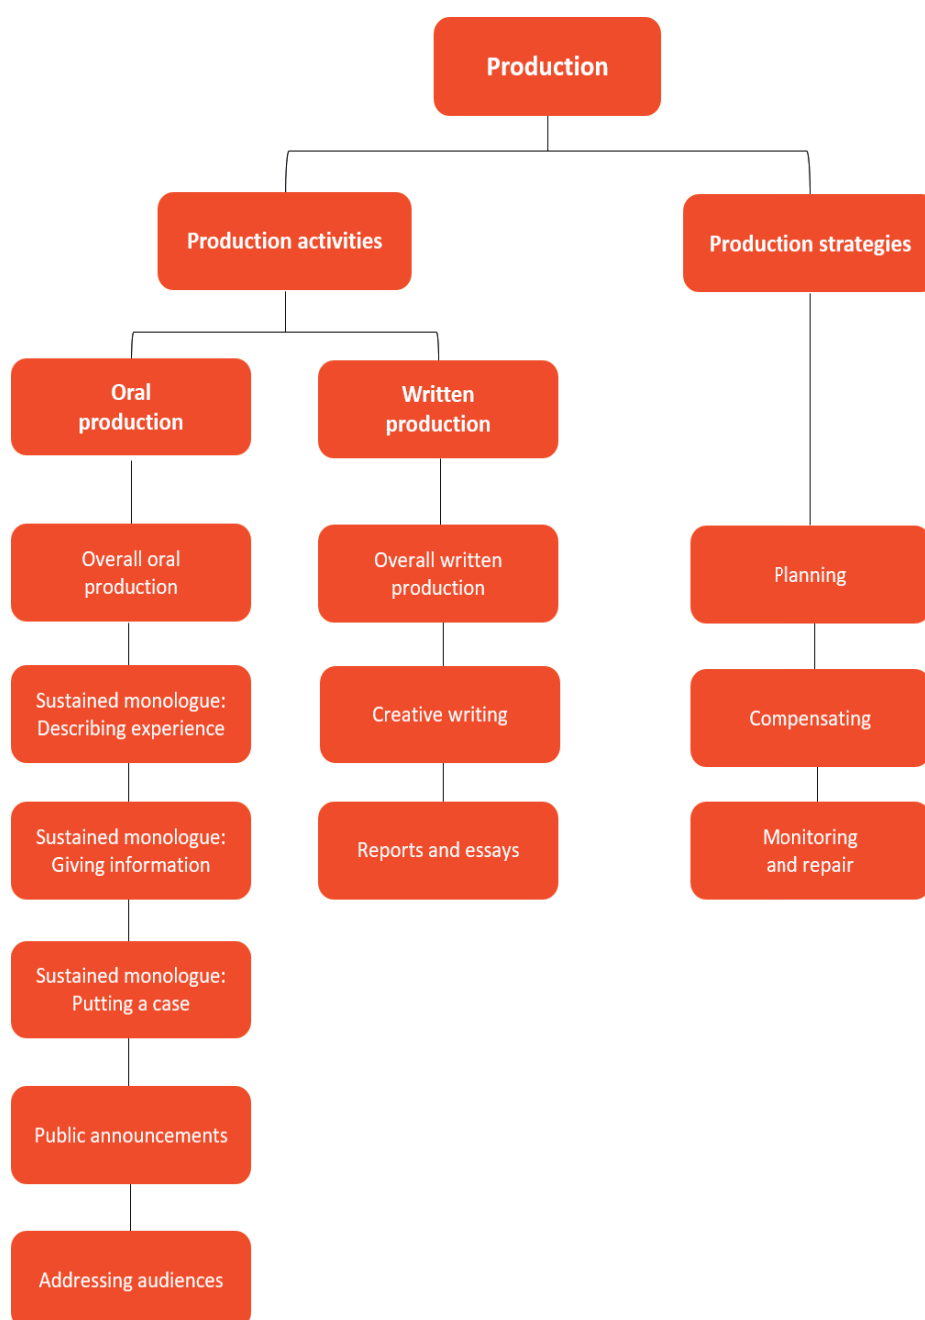 Production
Production activities
Production strategies
Oral
production
Written
production
Overall oral
production
Overall written
production
Planning
Sustained monologue:
Describing experience
Creative writing
Compensating
Sustained monologue:
Giving information
Reports and essays
Monitoring
and repair
Sustained monologue:
Putting a case
Public announcements
Addressing audiences